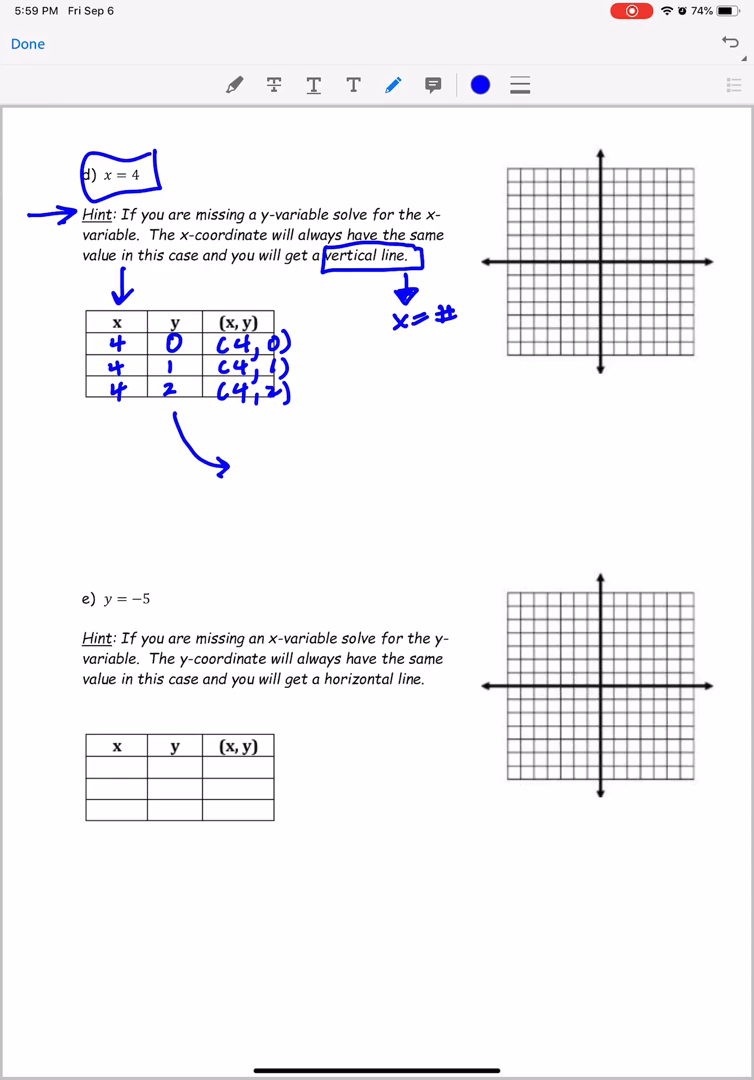 5:59 PM Fri Sep 6
74%
Done
d) x = 4
Hint: If you are missing a y-variable solve for the x-
variable. The x-coordinate will always have the same
value in this case and you will get a vertical line.
x = #
x y (x, y)
4 0 (4, 0)
4 1 (4, 1)
4 2 (4, 2)
e) y = −5
Hint: If you are missing an x-variable solve for the y-
variable. The y-coordinate will always have the same
value in this case and you will get a horizontal line.
x y (x, y)